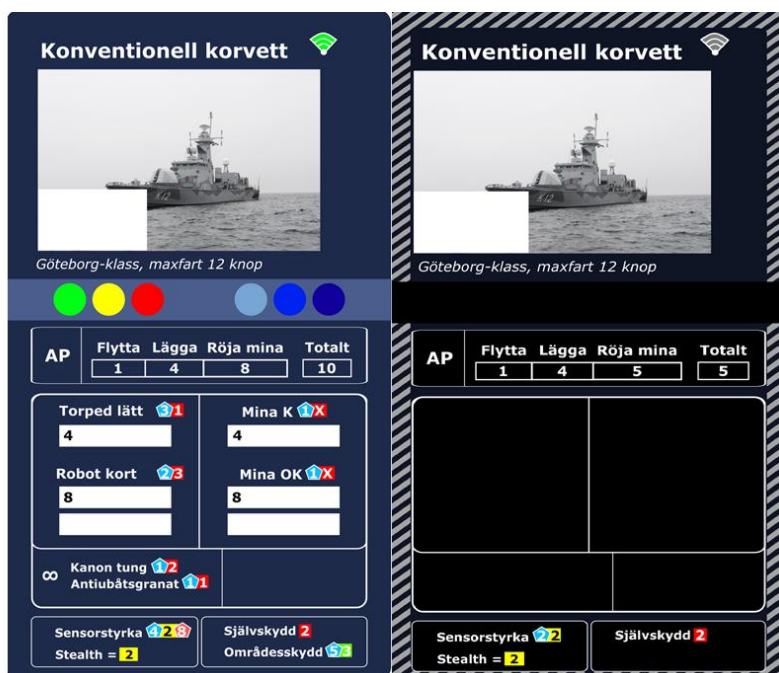 Konventionell korvett
K12
Göteborg-klass, maxfart 12 knop
AP
Flytta Lägga Röja mina Totalt
1 4 8 10
Torped lätt 3 1
4
Mina K 1 X
4
Robot kort 2 3
8
Mina OK 1 X
8
∞ Kanon tung 1 2
Antiubåtsgranat 1 1
Sensorstyrka 4 2 8
Stealth = 2
Självskydd 2
Områdesskydd 5 3
Konventionell korvett
K12
Göteborg-klass, maxfart 12 knop
AP
Flytta Lägga Röja mina Totalt
1 4 5 5
Sensorstyrka 2 2
Stealth = 2
Självskydd 2